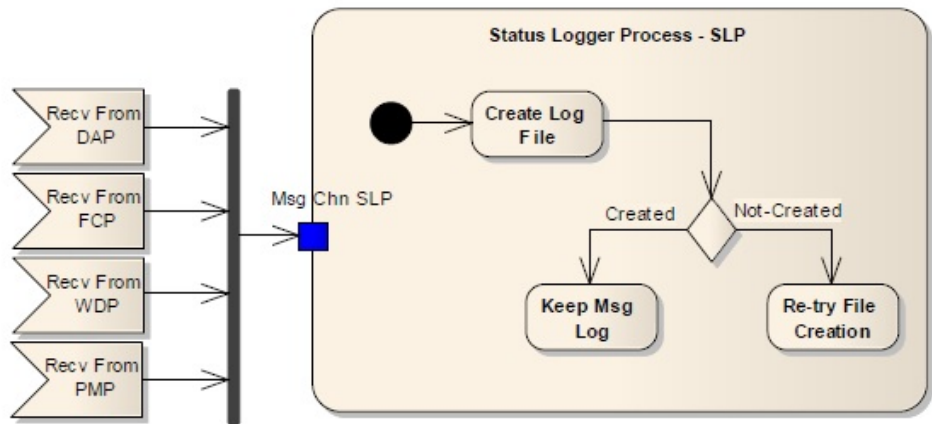 Status Logger Process - SLP
Recv From
DAP
Create Log
File
Recv From
FCP
Msg Chn SLP
Created
Not-Created
Recv From
WDP
Keep Msg
Log
Re-try File
Creation
Recv From
PMP